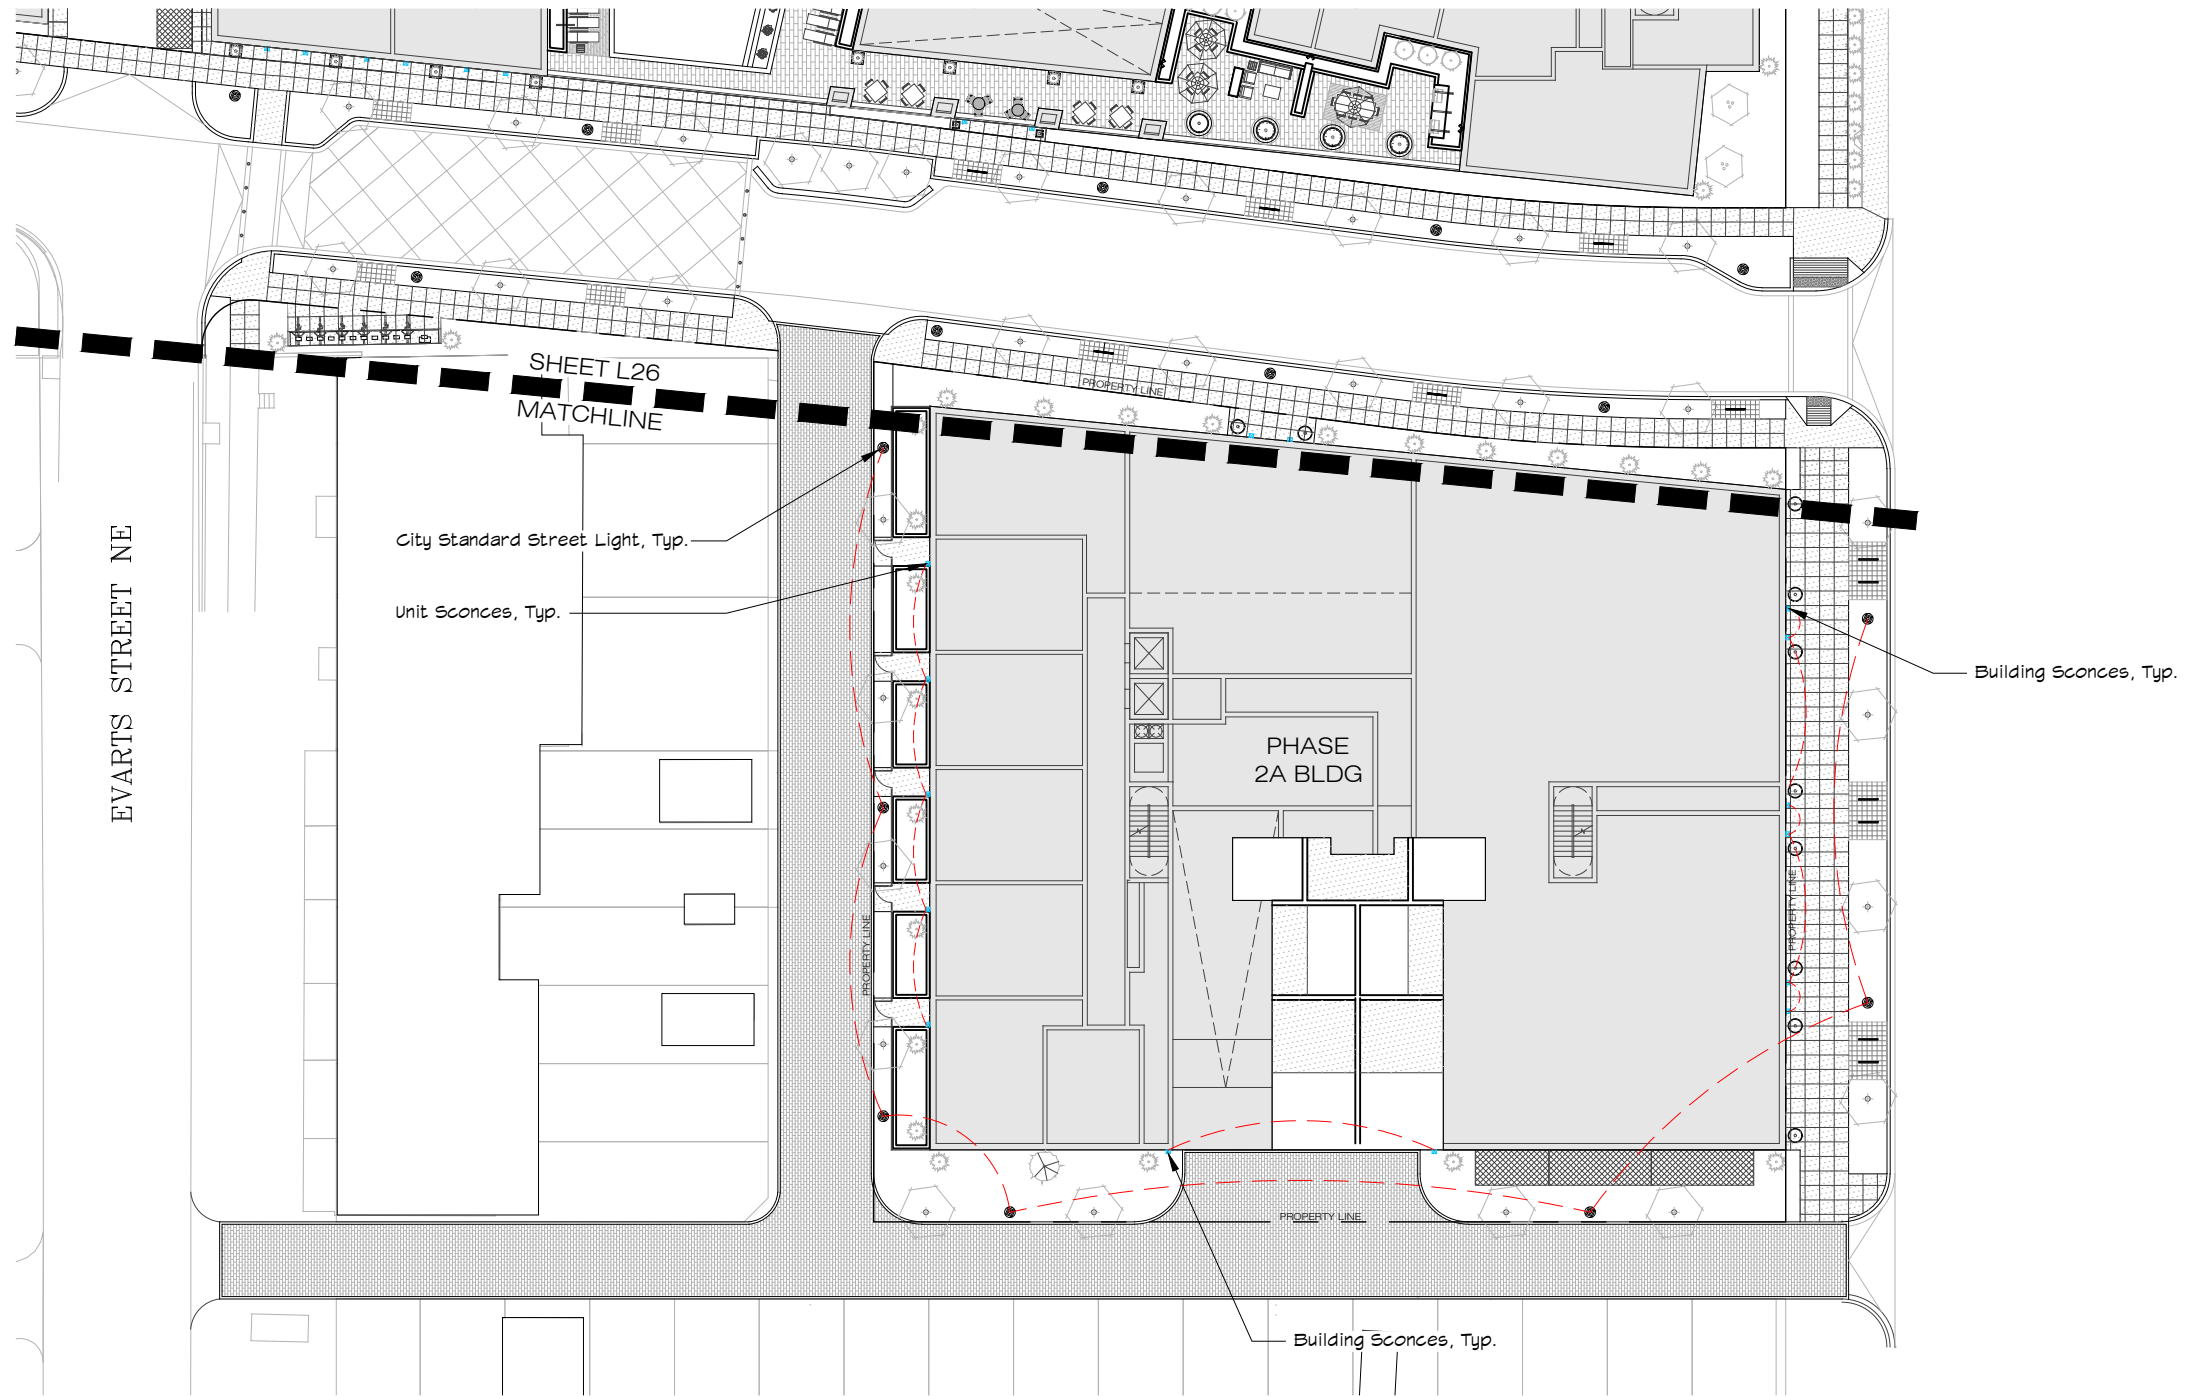 SHEET L26
MATCHLINE
PROPERTY LINE
City Standard Street Light, Typ.
Unit Sconces, Typ.
EVARTS STREET NE
Building Sconces, Typ.
PHASE
2A BLDG
PROPERTY LINE
PROPERTY LINE
PROPERTY LINE
Building Sconces, Typ.